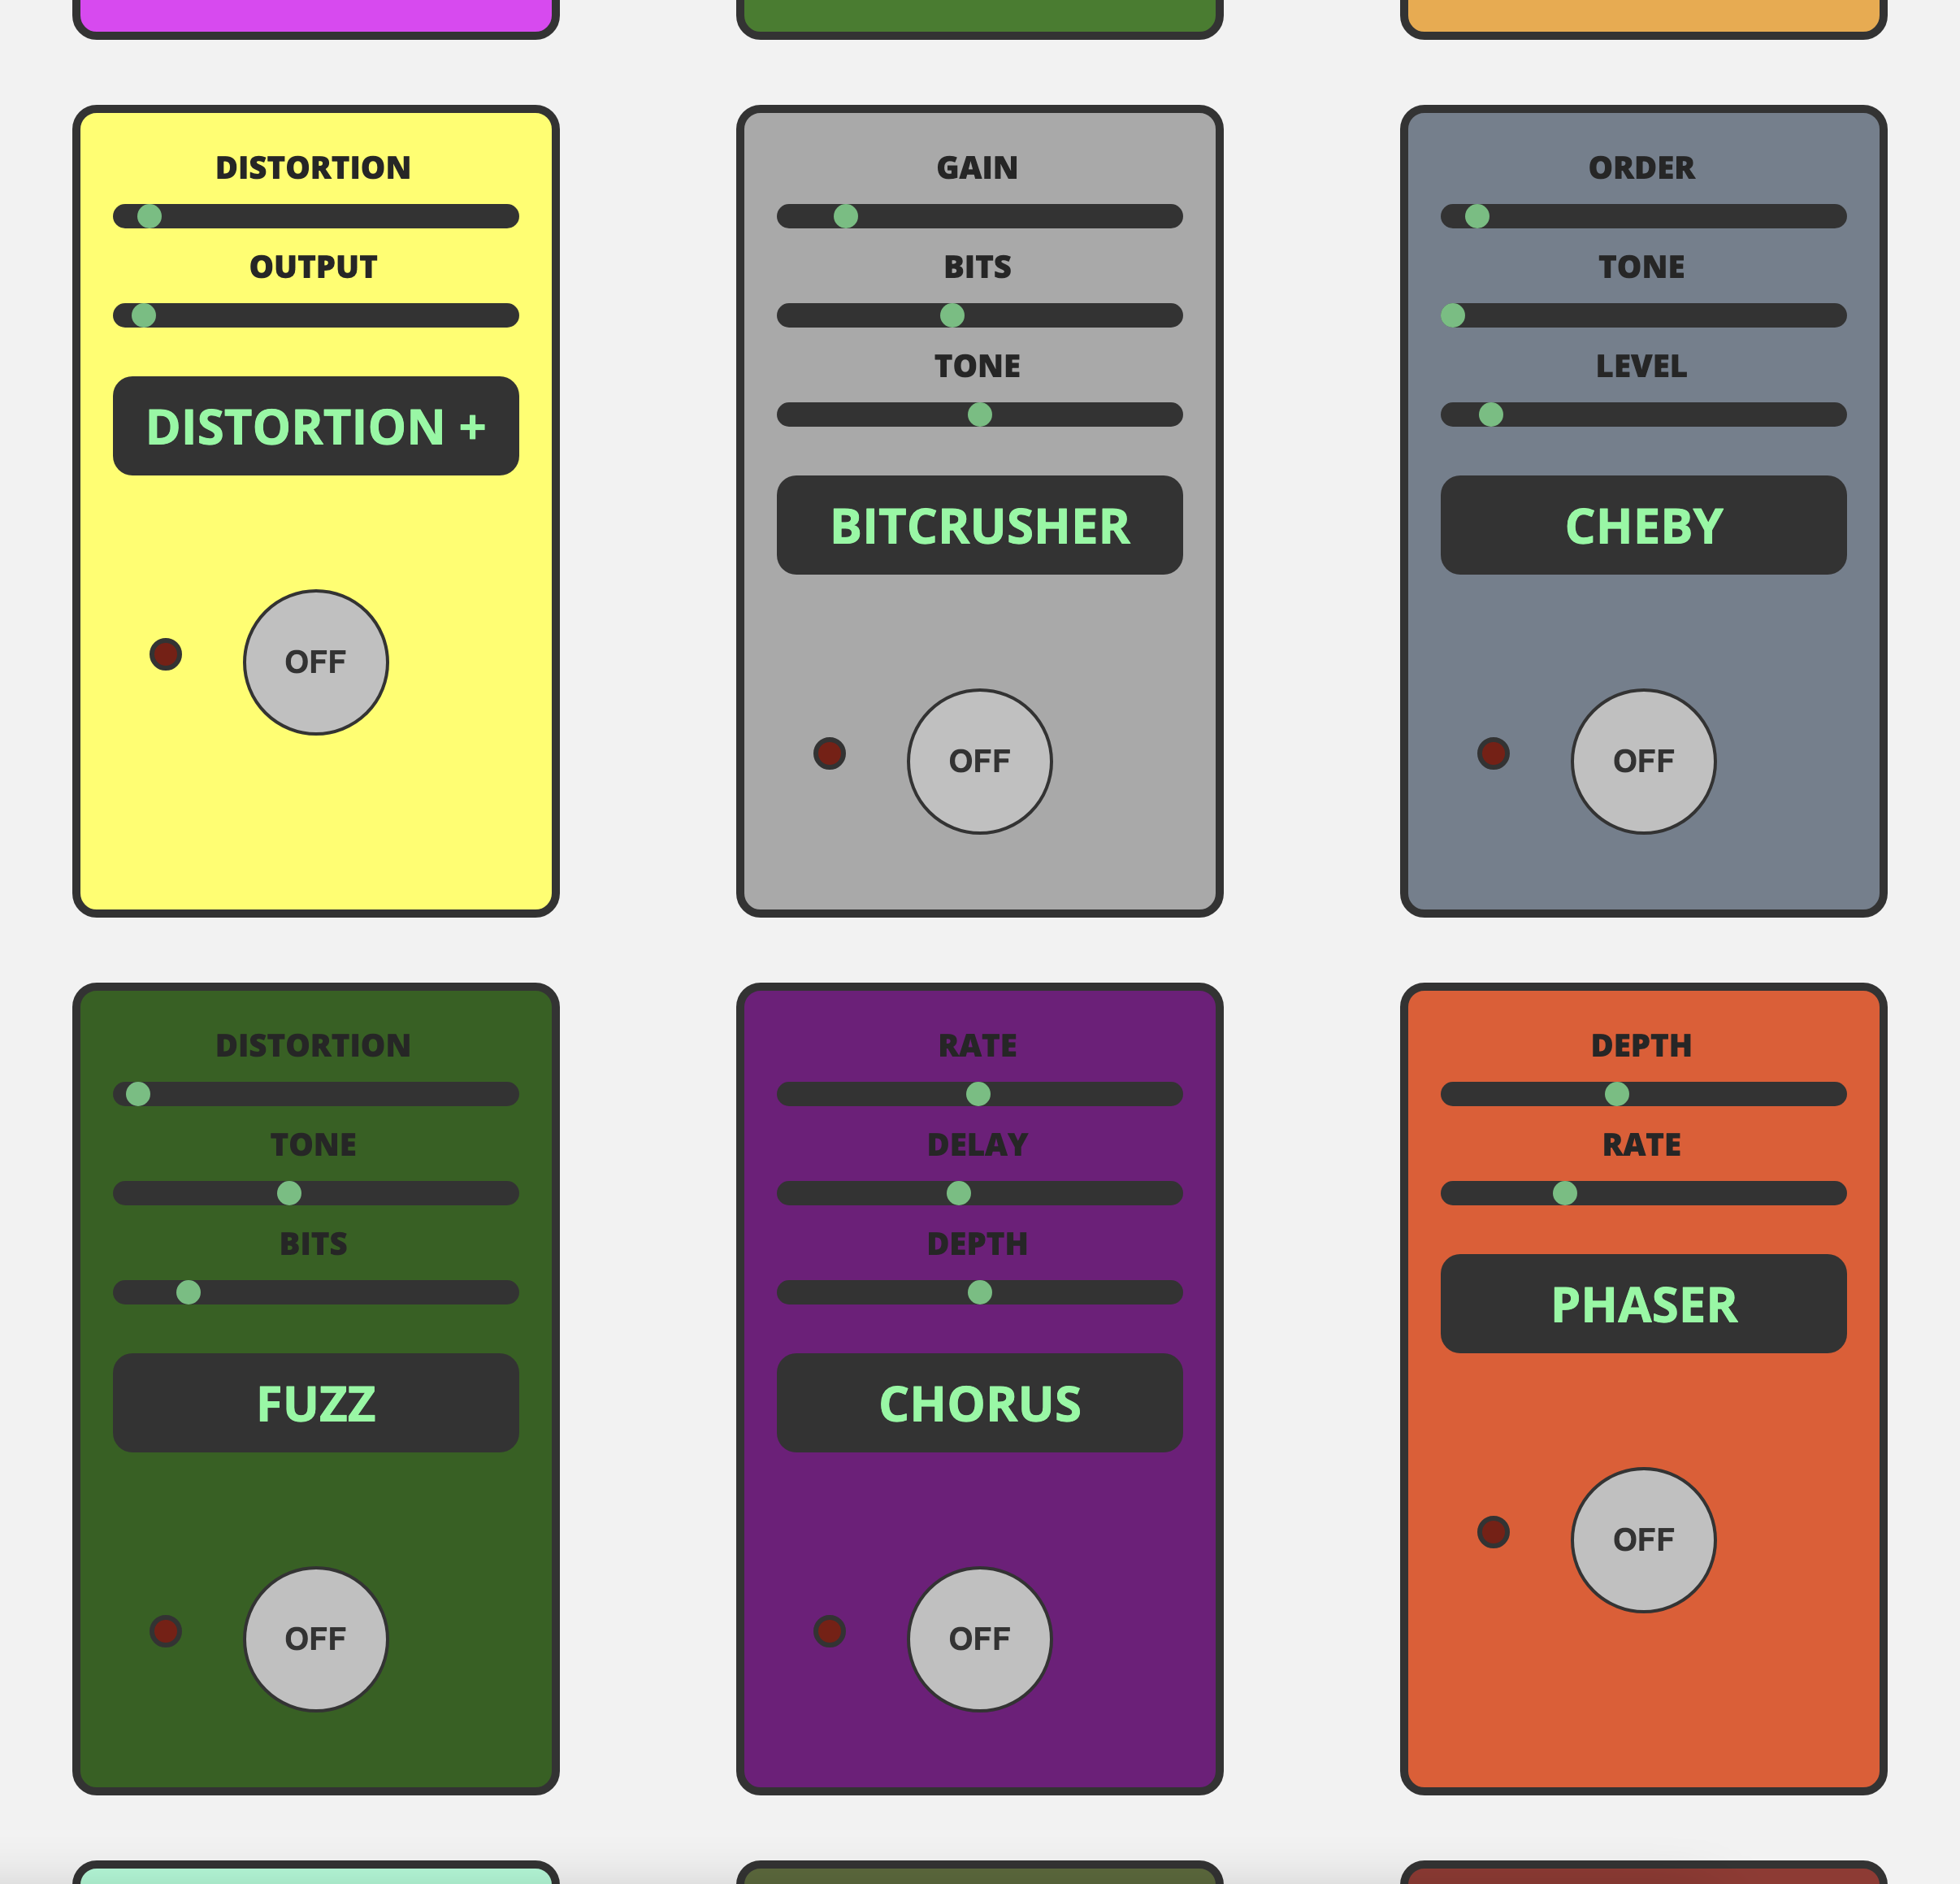 DISTORTION
OUTPUT
DISTORTION +
OFF
GAIN
BITS
TONE
BITCRUSHER
OFF
ORDER
TONE
LEVEL
CHEBY
OFF
DISTORTION
TONE
BITS
FUZZ
OFF
RATE
DELAY
DEPTH
CHORUS
OFF
DEPTH
RATE
PHASER
OFF